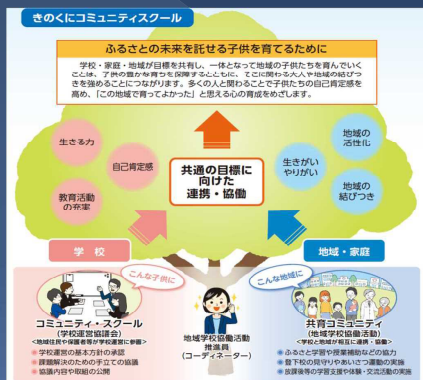 きのくにコミュニティスクール
ふるさとの未来を託せる子供を育てるために
学校・家庭・地域が目標を共有し、一体となって地域の子供たちを育んでいく
ことは、子供の豊かな育ちを保障するとともに、そこに関わる大人や地域の結びつ
きを強めることにつながります。多くの人と関わることで子供たちの自己肯定感を
高め、「この地域で育ってよかった」と思える心の育成をめざします。
生きる力
自己肯定感
教育活動
の充実
共通の目標に
向けた
連携・協働
生きがい
やりがい
地域の
活性化
地域の
結びつき
学校
地域・家庭
こんな子供に
こんな地域に
コミュニティ・スクール
(学校運営協議会)
<地域住民や保護者等が学校運営に参画>
学校運営の基本方針の承認
課題解決のための手立ての協議
協議内容や取組の公開
地域学校協働活動
推進員
(コーディネーター)
共育コミュニティ
(地域学校協働活動)
<学校と地域が相互に連携・協働>
ふるさと学習や授業補助などの協力
登下校の見守りやあいさつ運動の実施
放課後等の学習支援や体験・交流活動の実施